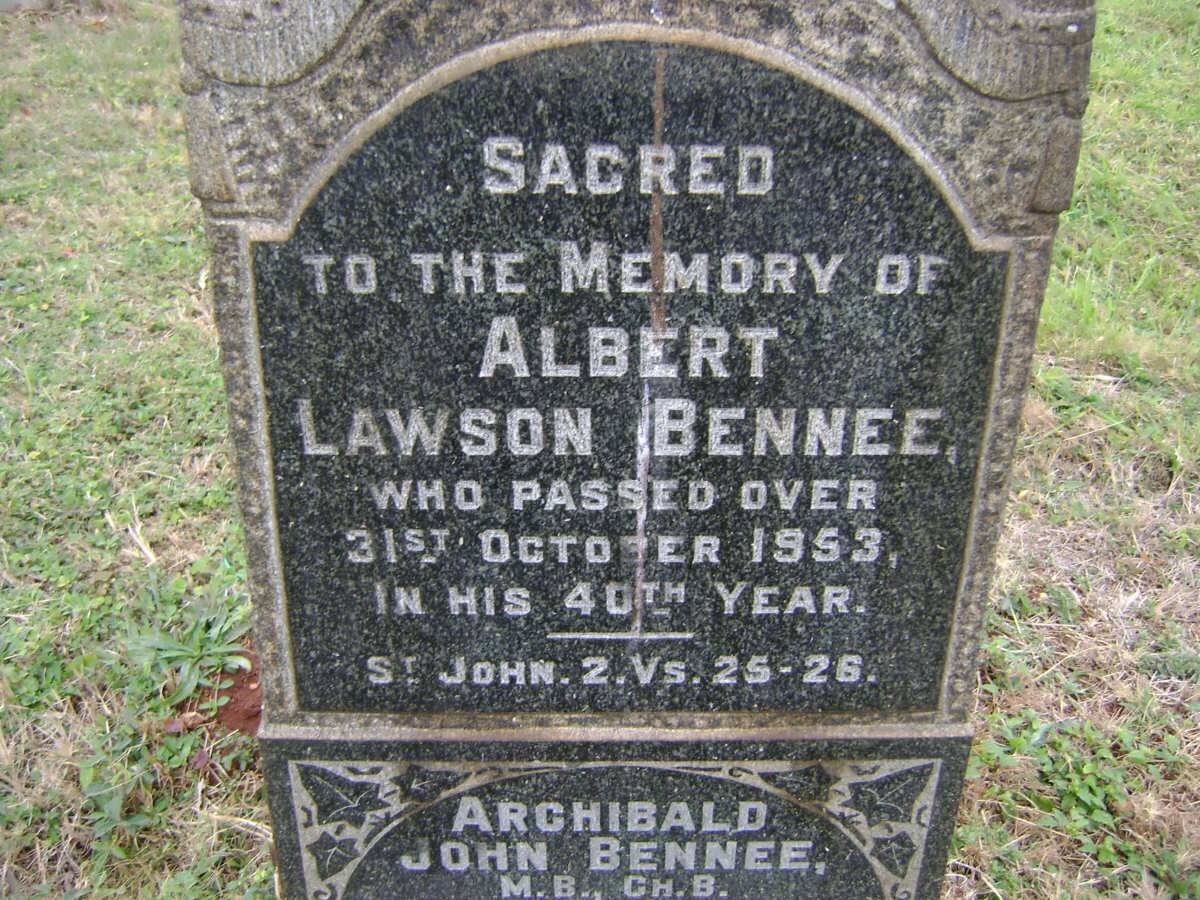 SACRED
TO THE MEMORY OF
ALBERT
LAWSON BENNEE,
WHO PASSED OVER
31ST OCTOBER 1953,
IN HIS 40TH YEAR.
ST JOHN. 2. VS. 25-26.
ARCHIBALD
JOHN BENNEE,
M.B., CH.B.